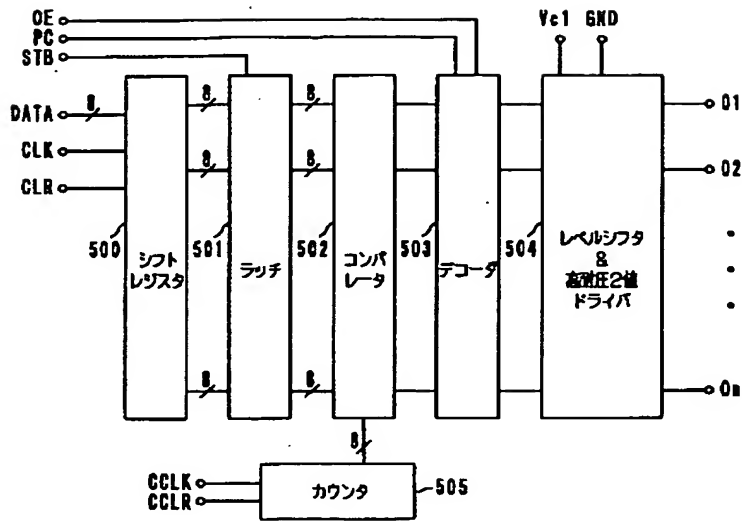 OE
PC
STB
Vc1 GND
DATA
8
8
8
O1
CLK
8
8
O2
CLR
500
シフト
レジスタ
501
ラッチ
502
コンパ
レータ
503
デコーダ
504
レベルシフタ
&
高耐圧2値
ドライバ
8
8
On
8
CCLK
CCLR
カウンタ
505